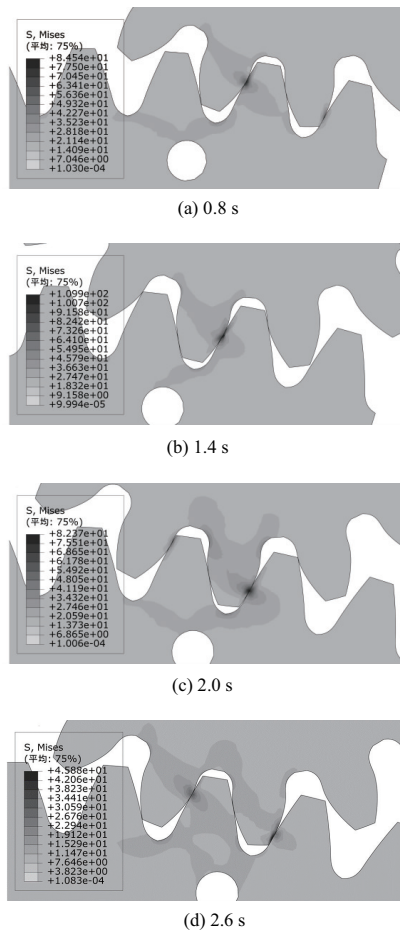 S, Mises
(平均: 75%)
+8.454e+01
+7.750e+01
+7.045e+01
+6.341e+01
+5.636e+01
+4.932e+01
+4.227e+01
+3.523e+01
+2.818e+01
+2.114e+01
+1.409e+01
+7.046e+00
+1.030e-04
(a) 0.8 s
S, Mises
(平均: 75%)
+1.099e+02
+1.007e+02
+9.158e+01
+8.242e+01
+7.326e+01
+6.410e+01
+5.495e+01
+4.579e+01
+3.663e+01
+2.747e+01
+1.832e+01
+9.158e+00
+9.994e-05
(b) 1.4 s
S, Mises
(平均: 75%)
+8.237e+01
+7.551e+01
+6.865e+01
+6.178e+01
+5.492e+01
+4.805e+01
+4.119e+01
+3.432e+01
+2.746e+01
+2.059e+01
+1.373e+01
+6.865e+00
+1.006e-04
(c) 2.0 s
S, Mises
(平均: 75%)
+4.588e+01
+4.206e+01
+3.823e+01
+3.441e+01
+3.059e+01
+2.676e+01
+2.294e+01
+1.912e+01
+1.529e+01
+1.147e+01
+7.646e+00
+3.823e+00
+1.083e-04
(d) 2.6 s